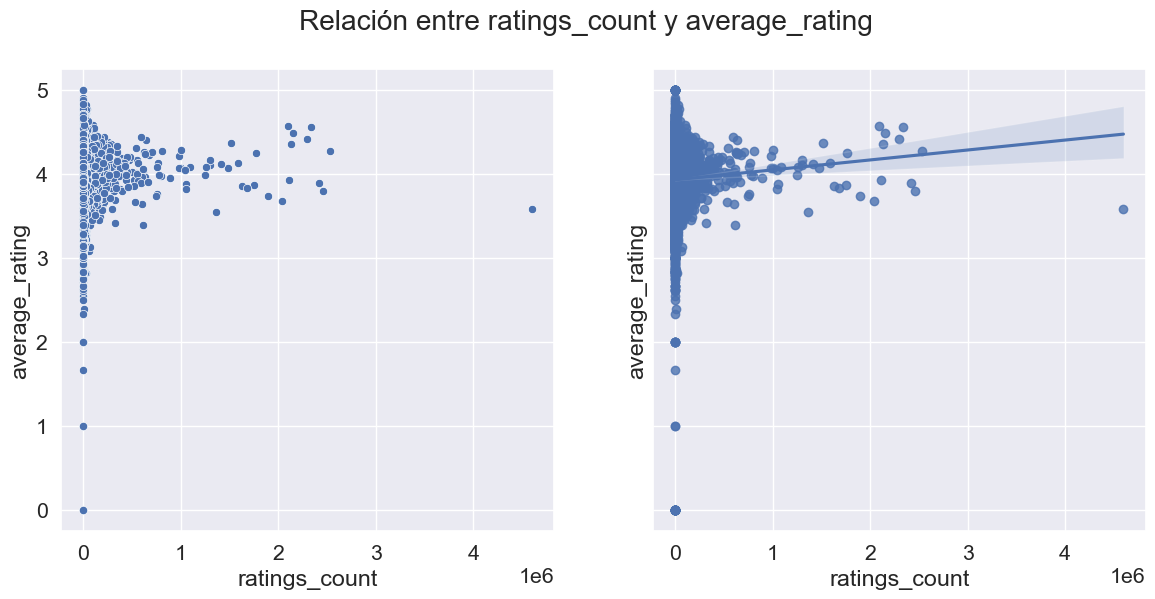 Relación entre ratings_count y average_rating
average_rating
5
4
3
2
1
0
0 1 2 3 4
1e6
ratings_count
average_rating
0 1 2 3 4
1e6
ratings_count